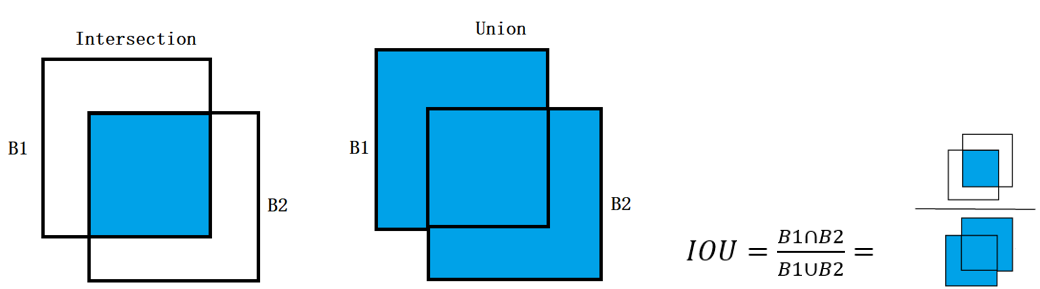 Intersection
B1
B2
Union
B1
B2
IOU = B1∩B2 / B1∪B2 =